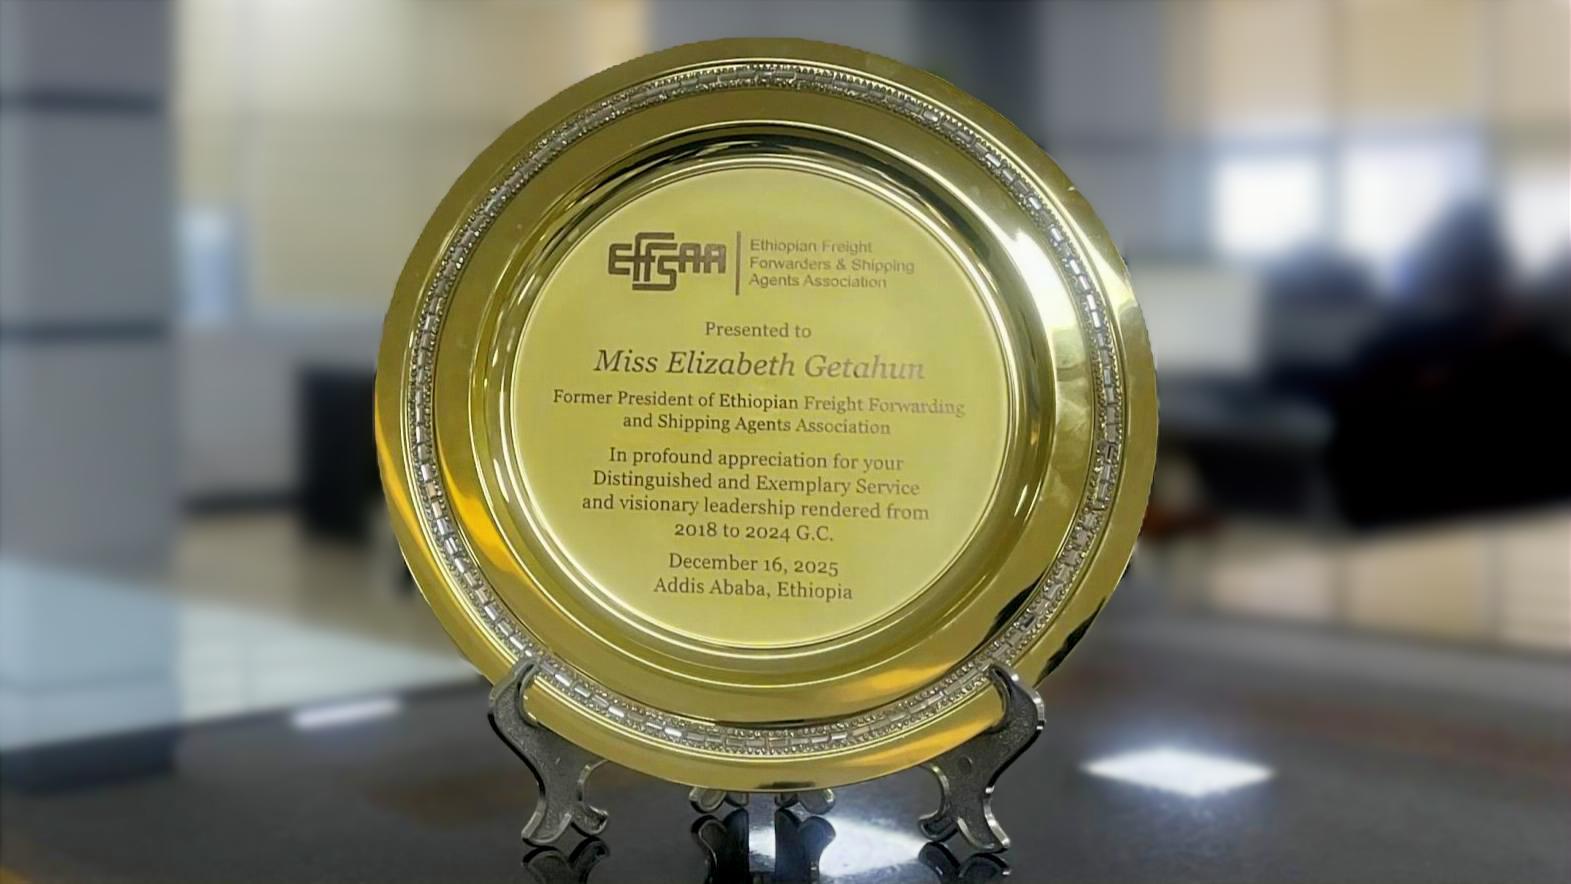 EFFSAA
Ethiopian Freight
Forwarders & Shipping
Agents Association
Presented to
Miss Elizabeth Getahun
Former President of Ethiopian Freight Forwarding
and Shipping Agents Association
In profound appreciation for your
Distinguished and Exemplary Service
and visionary leadership rendered from
2018 to 2024 G.C.
December 16, 2025
Addis Ababa, Ethiopia